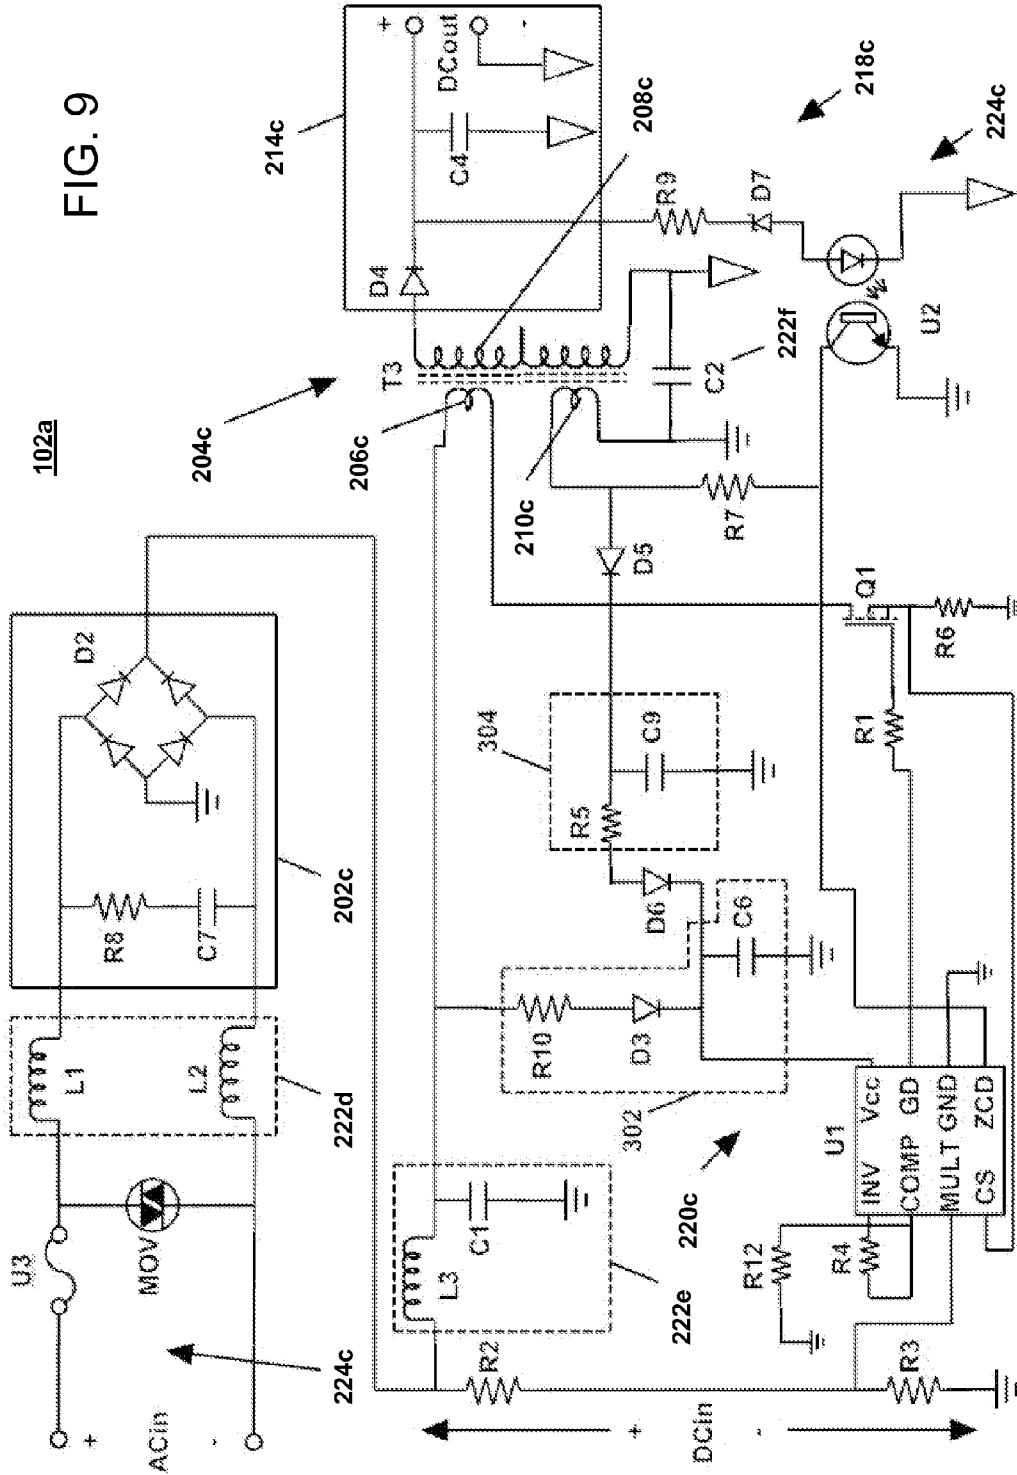 FIG. 9
102a
ACin
+
-
U3
MOV
224c
L1
L2
222d
R8
C7
D2
202c
204c
T3
206c
208c
210c
214c
D4
C4
+
DCout
-
218c
224c
R9
D7
U2
C2
222f
R7
D5
Q1
R6
R1
304
C9
R5
D6
C6
R10
D3
302
220c
U1
INV
Vcc
COMP
GD
MULT
GND
CS
ZCD
L3
C1
222e
R12
R4
R2
R3
+
DCin
-